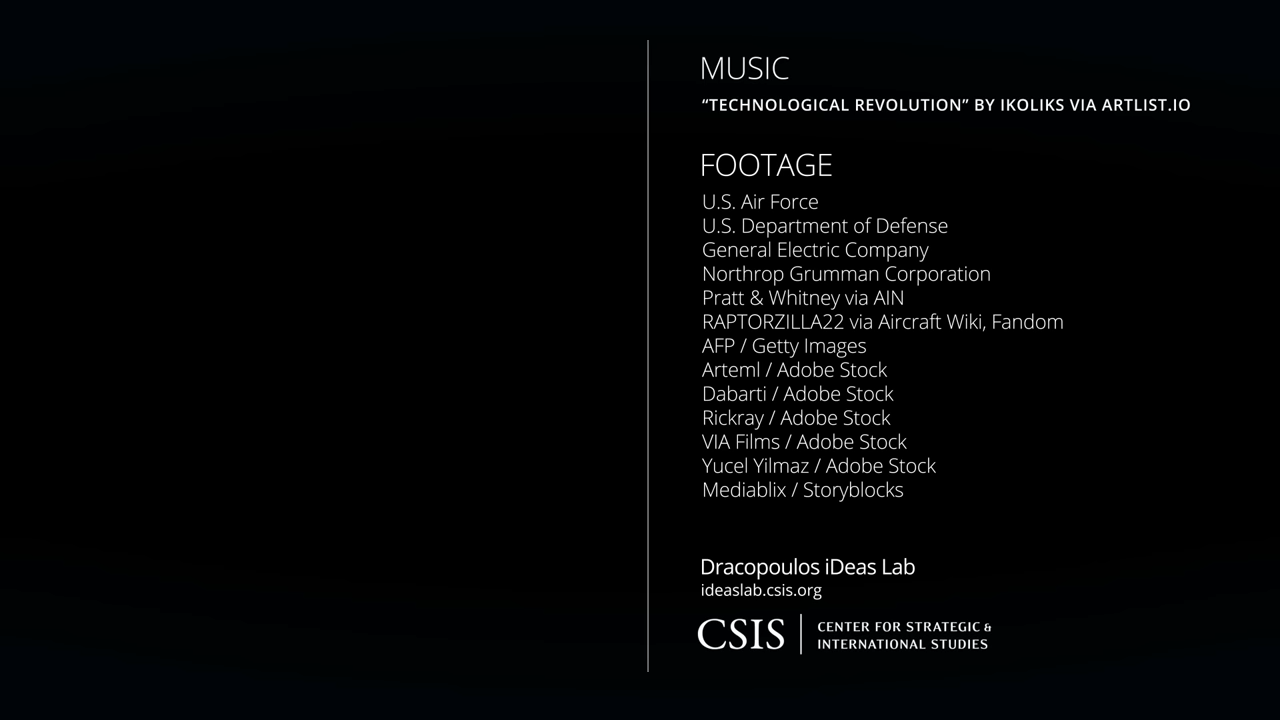 MUSIC
“TECHNOLOGICAL REVOLUTION” BY IKOLIKS VIA ARTLIST.IO
FOOTAGE
U.S. Air Force
U.S. Department of Defense
General Electric Company
Northrop Grumman Corporation
Pratt & Whitney via AIN
RAPTORZILLA22 via Aircraft Wiki, Fandom
AFP / Getty Images
Arteml / Adobe Stock
Dabarti / Adobe Stock
Rickray / Adobe Stock
VIA Films / Adobe Stock
Yucel Yilmaz / Adobe Stock
Mediablix / Storyblocks
Dracopoulos iDeas Lab
ideaslab.csis.org
CSIS
CENTER FOR STRATEGIC &
INTERNATIONAL STUDIES